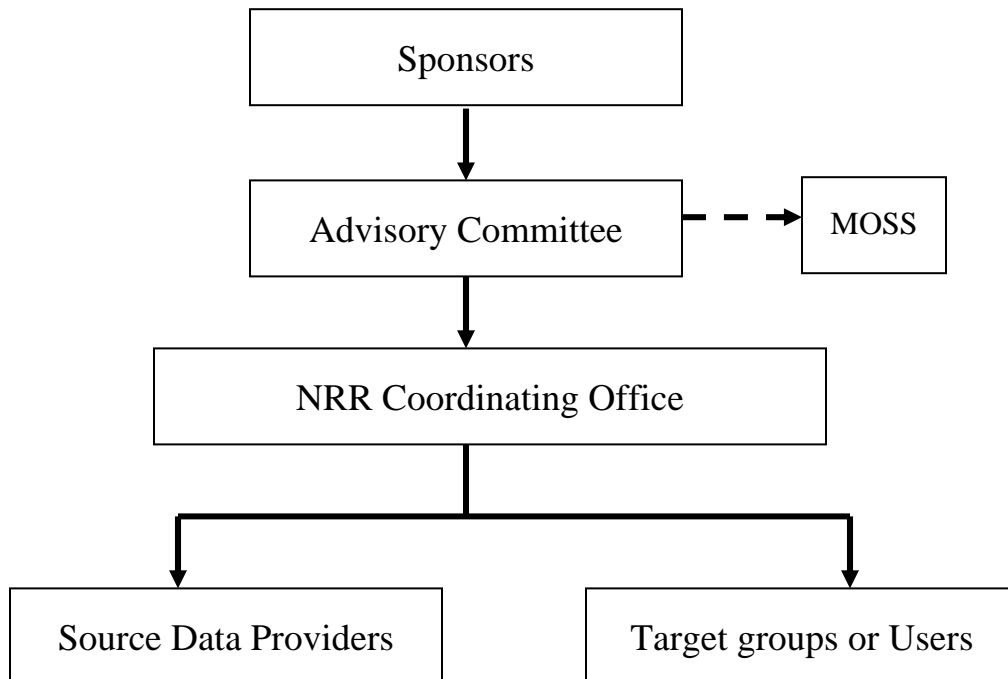 Sponsors
Advisory Committee
MOSS
NRR Coordinating Office
Source Data Providers
Target groups or Users